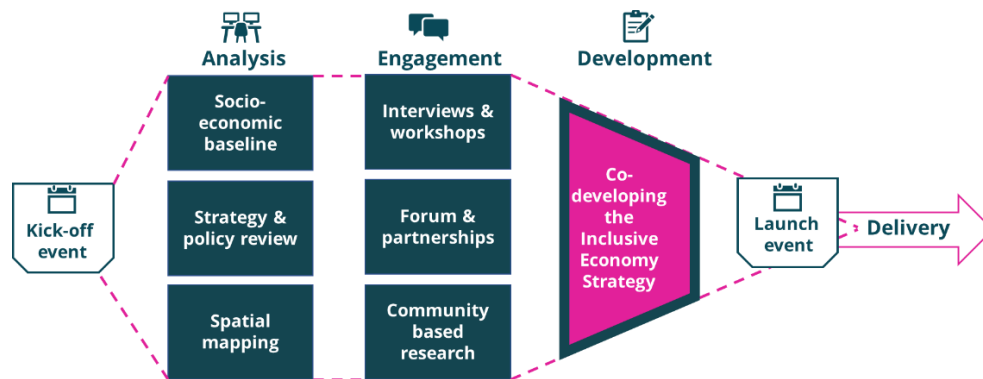 Analysis
Engagement
Development
Kick-off
event
Socio-
economic
baseline
Strategy &
policy review
Spatial
mapping
Interviews &
workshops
Forum &
partnerships
Community
based
research
Co-
developing
the
Inclusive
Economy
Strategy
Launch
event
Delivery